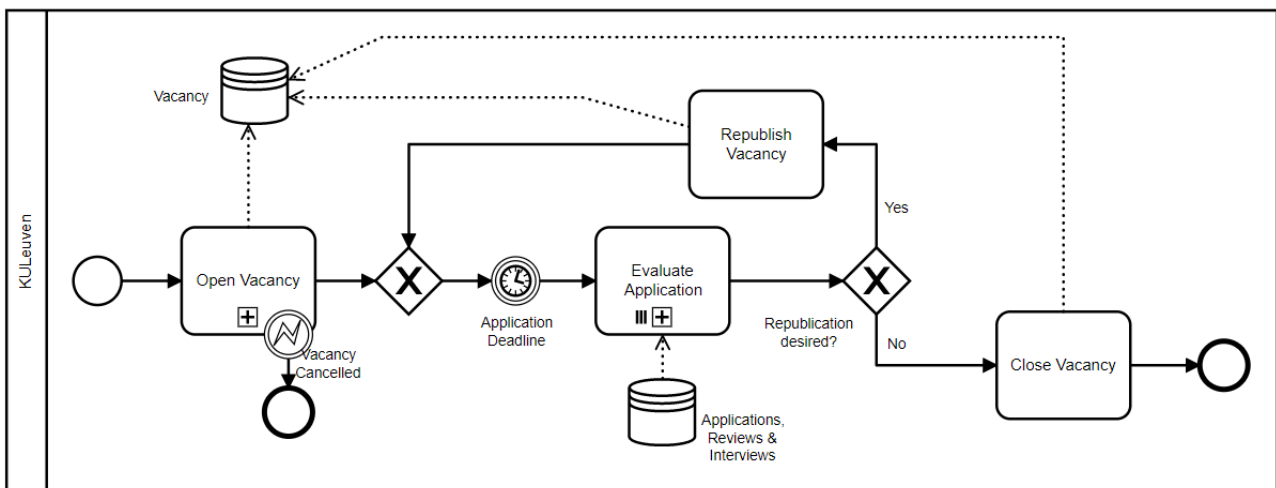 KULeuven
Vacancy
Republish
Vacancy
Yes
Open Vacancy
Vacancy
Cancelled
Application
Deadline
Evaluate
Application
Republication
desired?
No
Close Vacancy
Applications,
Reviews &
Interviews